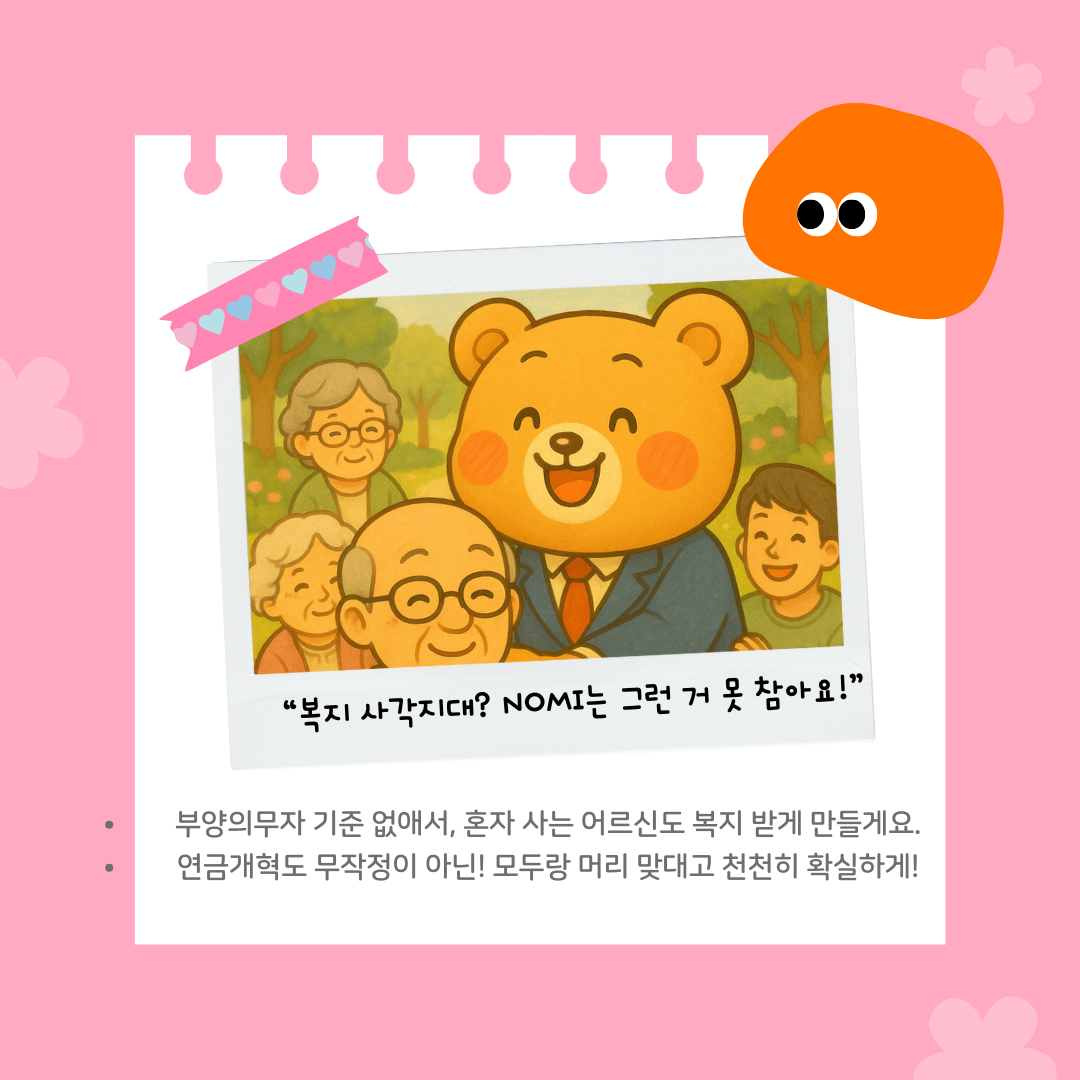 “복지 사각지대? NOMI는 그런 거 못 참아요!”
• 부양의무자 기준 없애서, 혼자 사는 어르신도 복지 받게 만들게요.
• 연금개혁도 무작정이 아닌! 모두랑 머리 맞대고 천천히 확실하게!